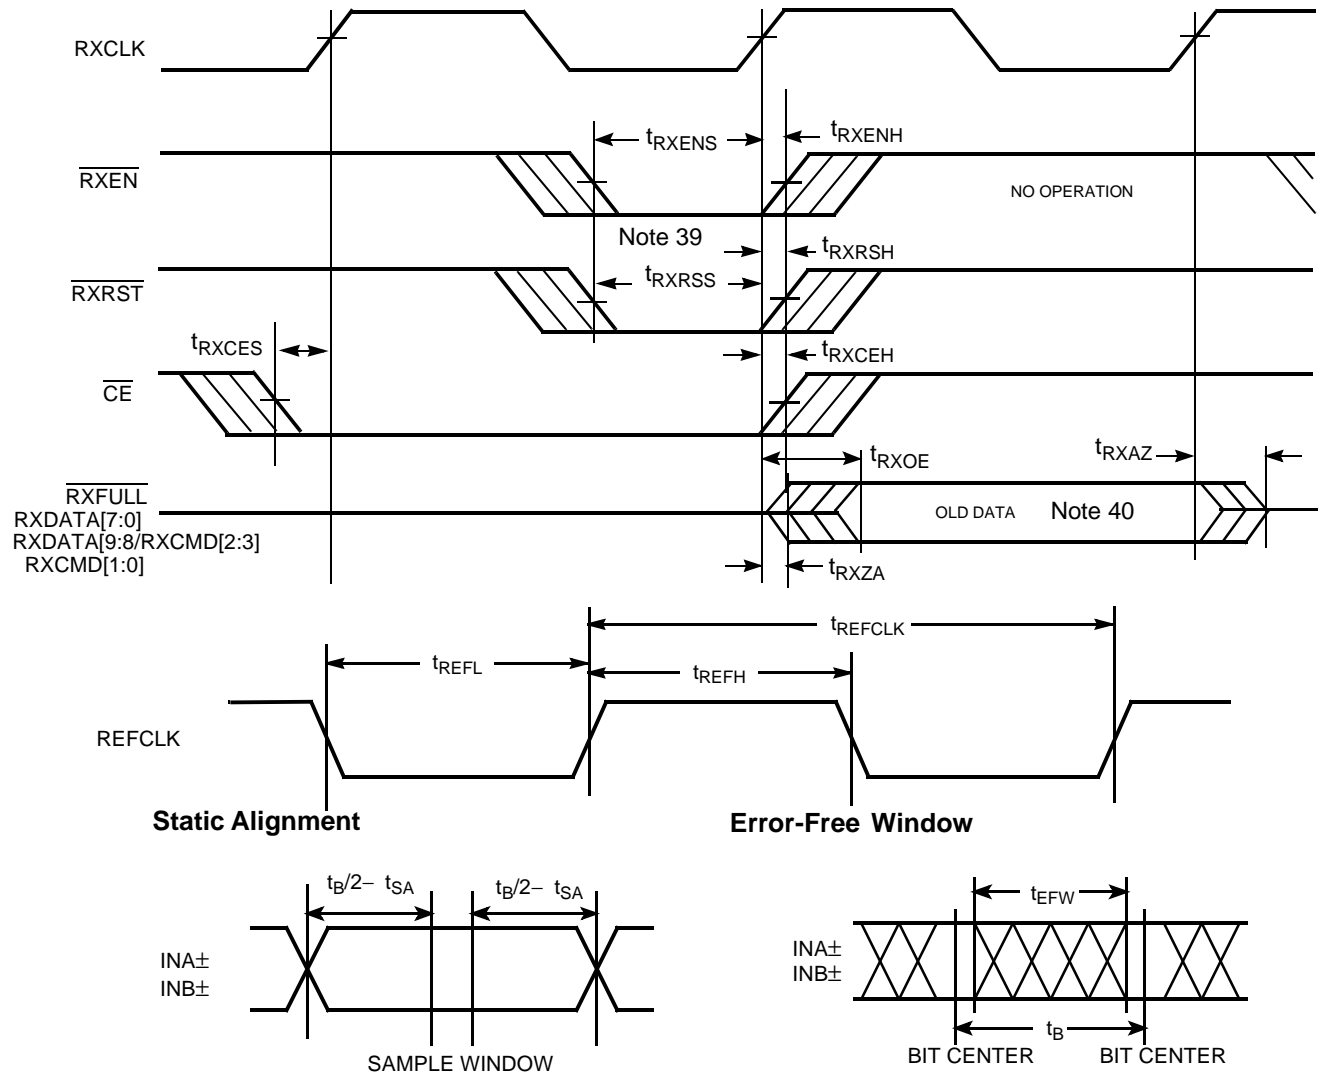 RXCLK
tRXENS
tRXENH
RXEN
NO OPERATION
Note 39
tRXRSH
RXRST
tRXRSS
tRXCES
tRXCEH
CE
tRXOE
tRXAZ
RXFULL
RXDATA[7:0]
RXDATA[9:8/RXCMD[2:3]
RXCMD[1:0]
OLD DATA
Note 40
tRXZA
tREFCLK
tREFL
tREFH
REFCLK
Static Alignment
Error-Free Window
tB/2– tSA
tB/2– tSA
tEFW
INA±
INB±
INA±
INB±
tB
SAMPLE WINDOW
BIT CENTER
BIT CENTER